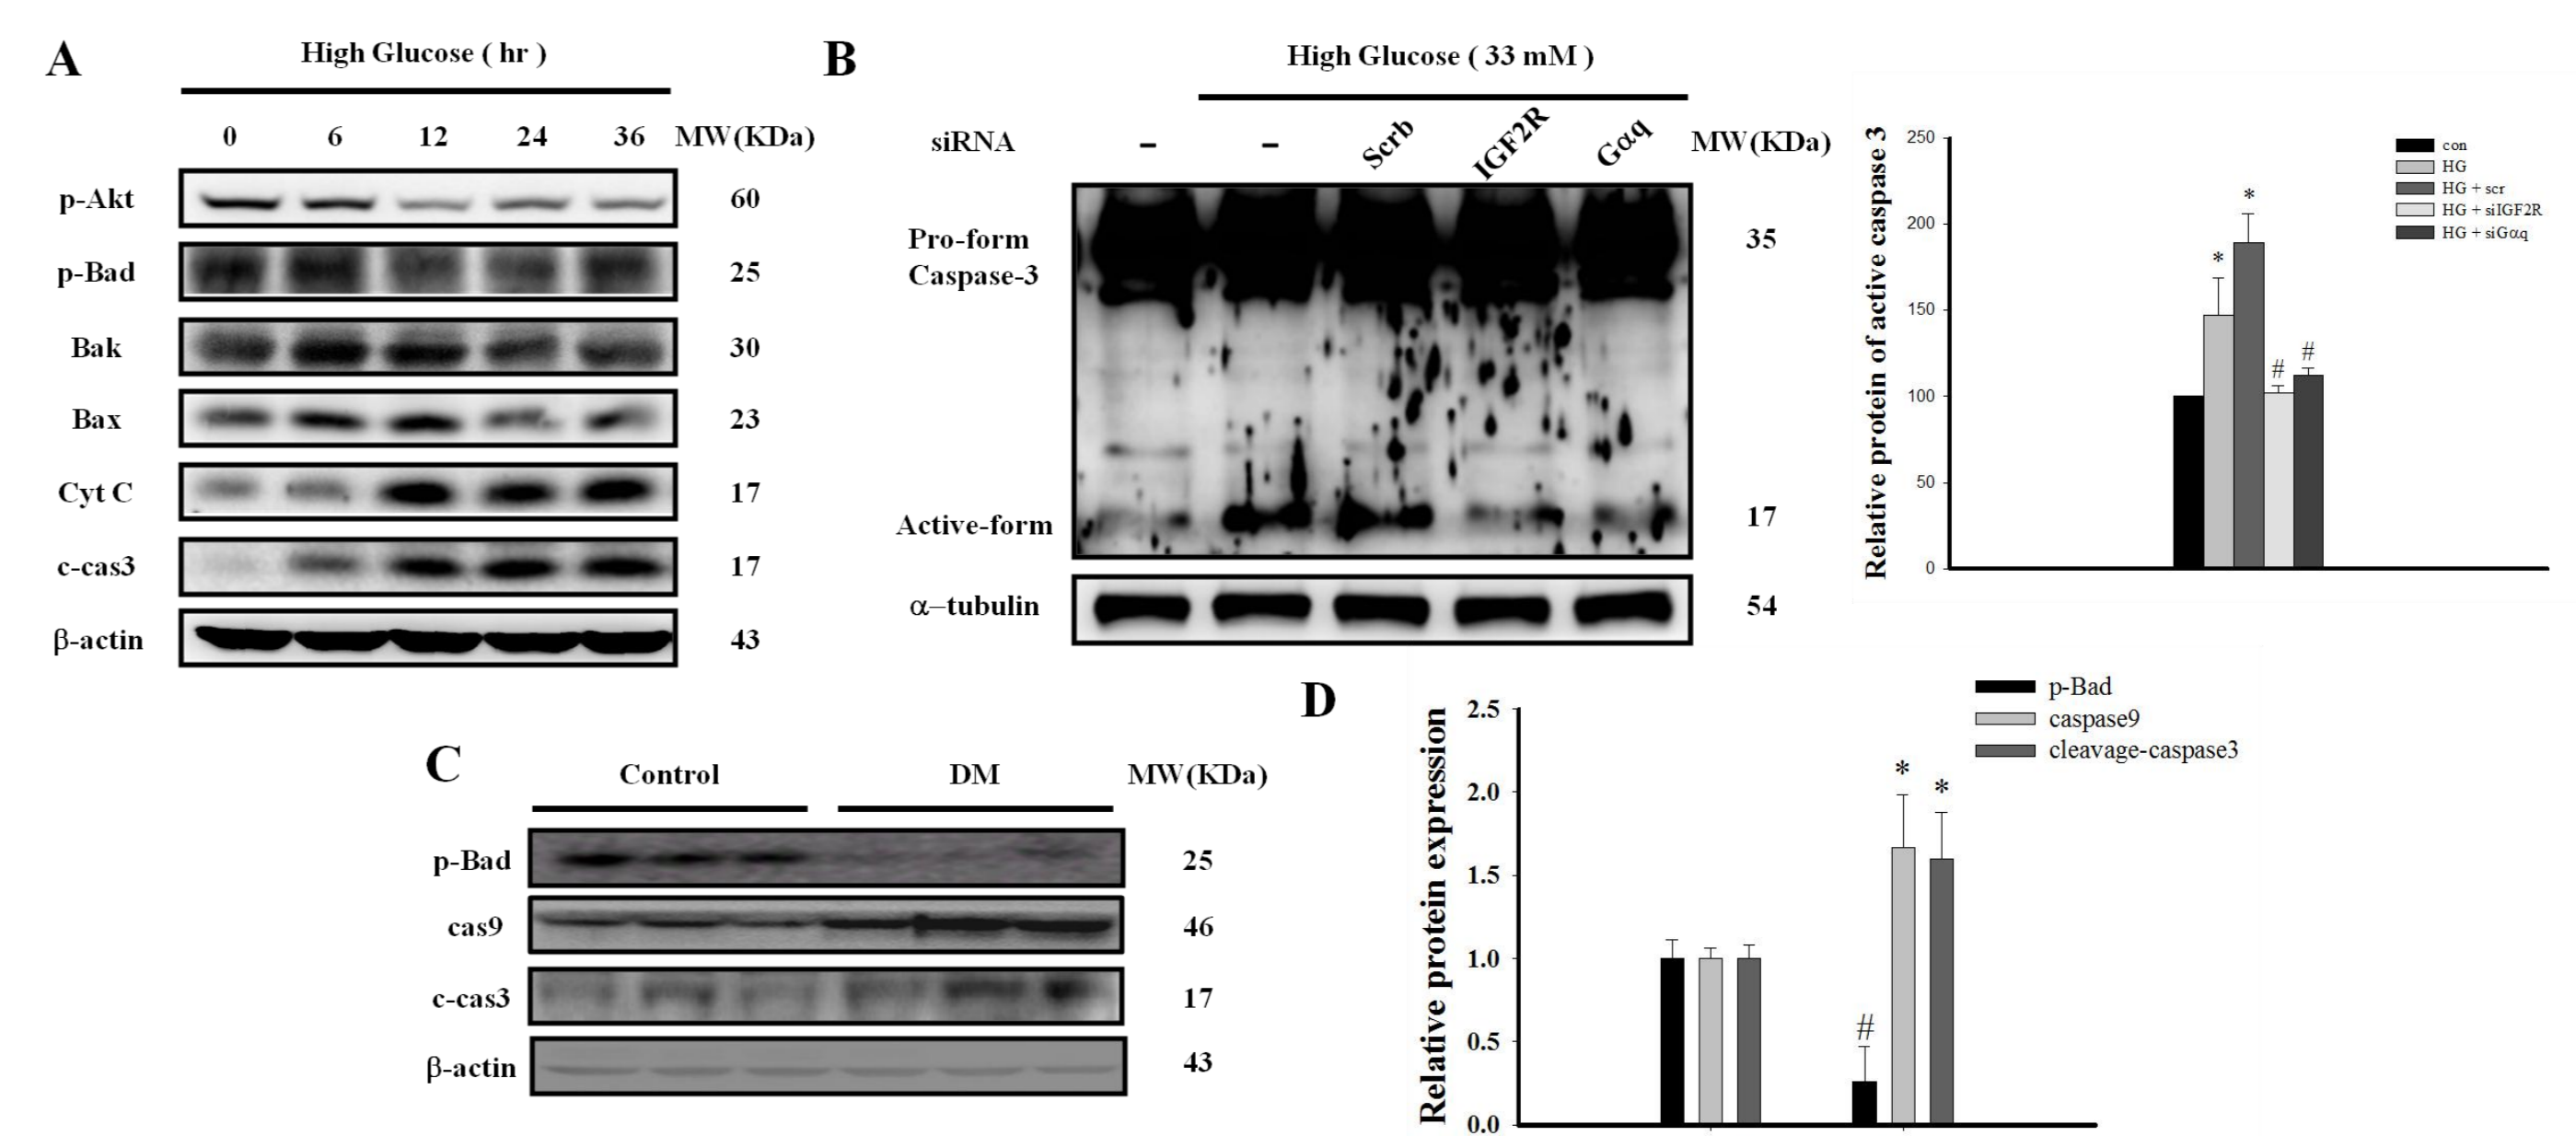 A
High Glucose ( hr )
0 6 12 24 36 MW(KDa)
p-Akt 60
p-Bad 25
Bak 30
Bax 23
Cyt C 17
c-cas3 17
β-actin 43
B
High Glucose ( 33 mM )
siRNA – – Scrb IGF2R Gαq MW(KDa)
Pro-form
Caspase-3
35
Active-form 17
α–tubulin 54
Relative protein of active caspase 3
250
200
150
100
50
0
* * # #
con
HG
HG + scr
HG + siIGF2R
HG + siGαq
C
Control DM MW(KDa)
p-Bad 25
cas9 46
c-cas3 17
β-actin 43
D
Relative protein expression
2.5
2.0
1.5
1.0
0.5
0.0
# * *
p-Bad
caspase9
cleavage-caspase3